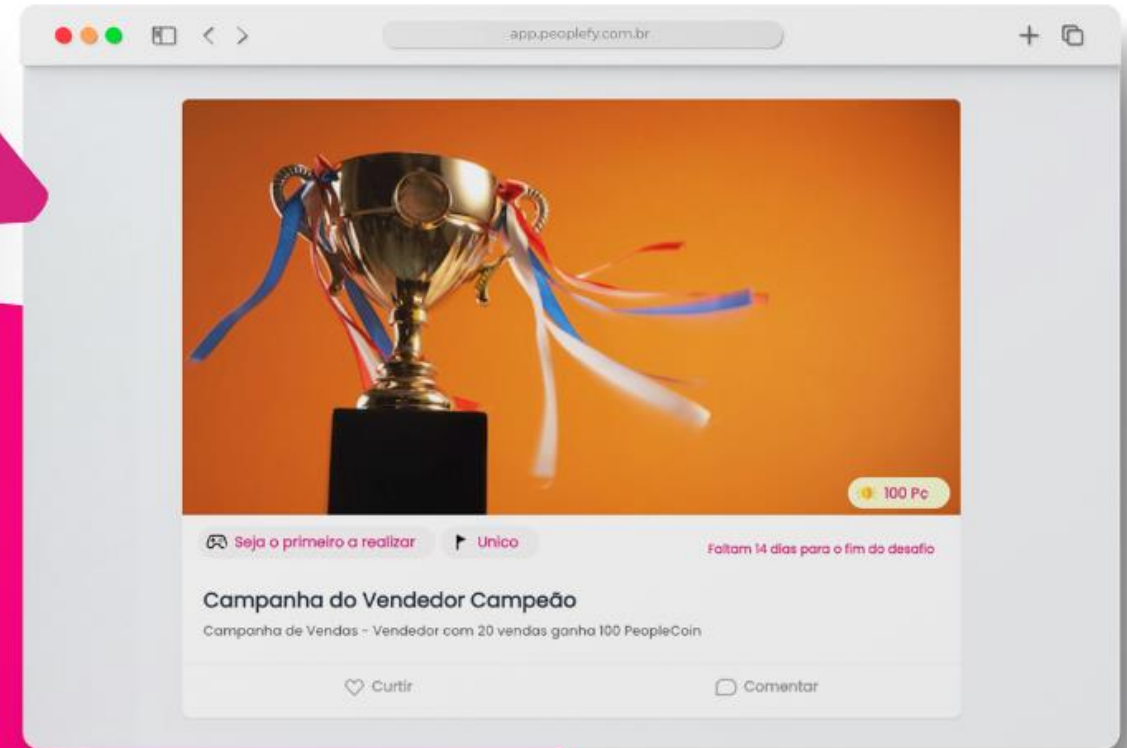 app.peoplefy.com.br
100 Pc
Seja o primeiro a realizar
Unico
Faltam 14 dias para o fim do desafio
Campanha do Vendedor Campeão
Campanha de Vendas - Vendedor com 20 vendas ganha 100 PeopleCoin
Curtir
Comentar